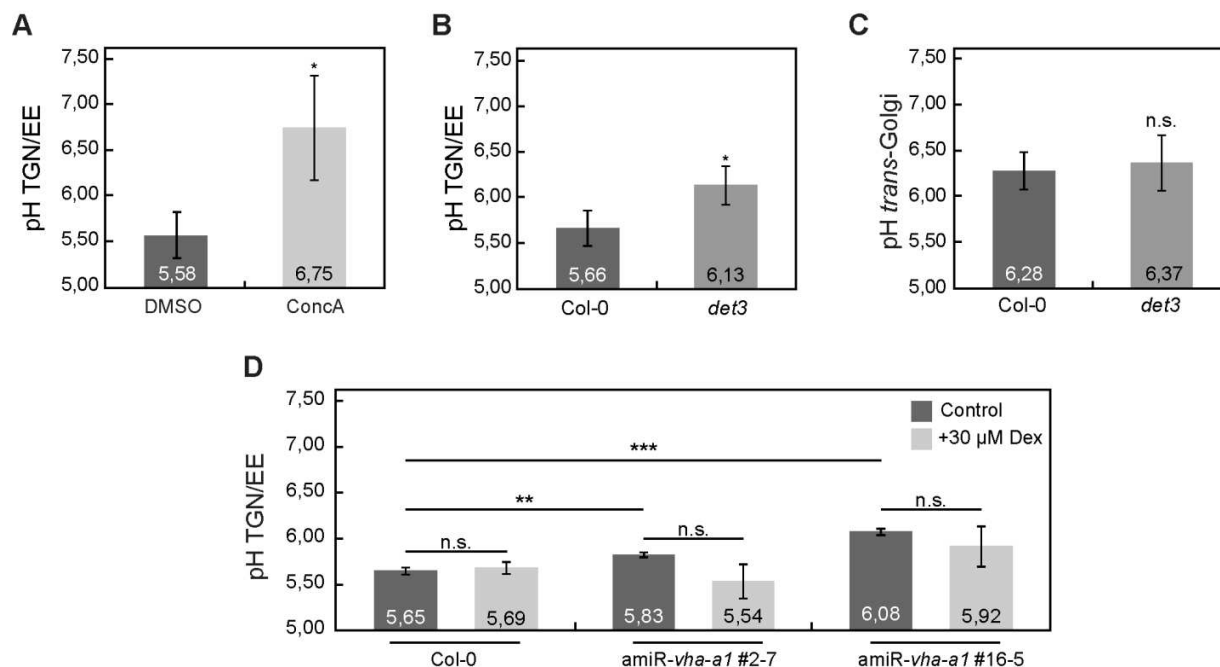 A
pH TGN/EE
7,50
7,00
6,50
6,00
5,50
5,00
*
5,58
6,75
DMSO
ConcA
B
pH TGN/EE
7,50
7,00
6,50
6,00
5,50
5,00
*
5,66
6,13
Col-0
det3
C
pH trans-Golgi
7,50
7,00
6,50
6,00
5,50
5,00
n.s.
6,28
6,37
Col-0
det3
D
pH TGN/EE
7,50
7,00
6,50
6,00
5,50
5,00
Control
+30 µM Dex
***
**
n.s.
n.s.
n.s.
5,65
5,69
5,83
5,54
6,08
5,92
Col-0
amiR-vha-a1 #2-7
amiR-vha-a1 #16-5